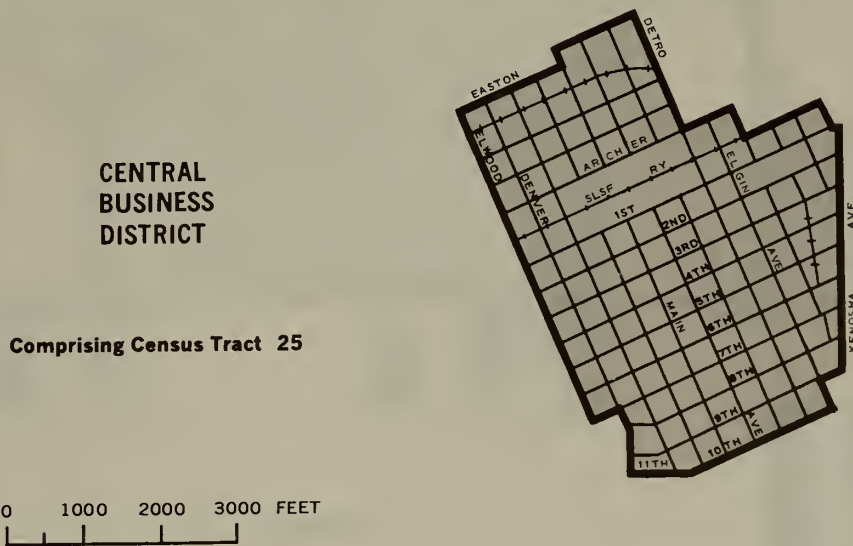 CENTRAL
BUSINESS
DISTRICT
Comprising Census Tract 25
0 1000 2000 3000 FEET
DETRO
EASTON
ELWOOD
DENVER
ARCHER
SLSF RY
ELGIN AVE
1ST
2ND
3RD
4TH
5TH
6TH
7TH
8TH
9TH
10TH
11TH
MAIN
AVE
KENOSHA AVE